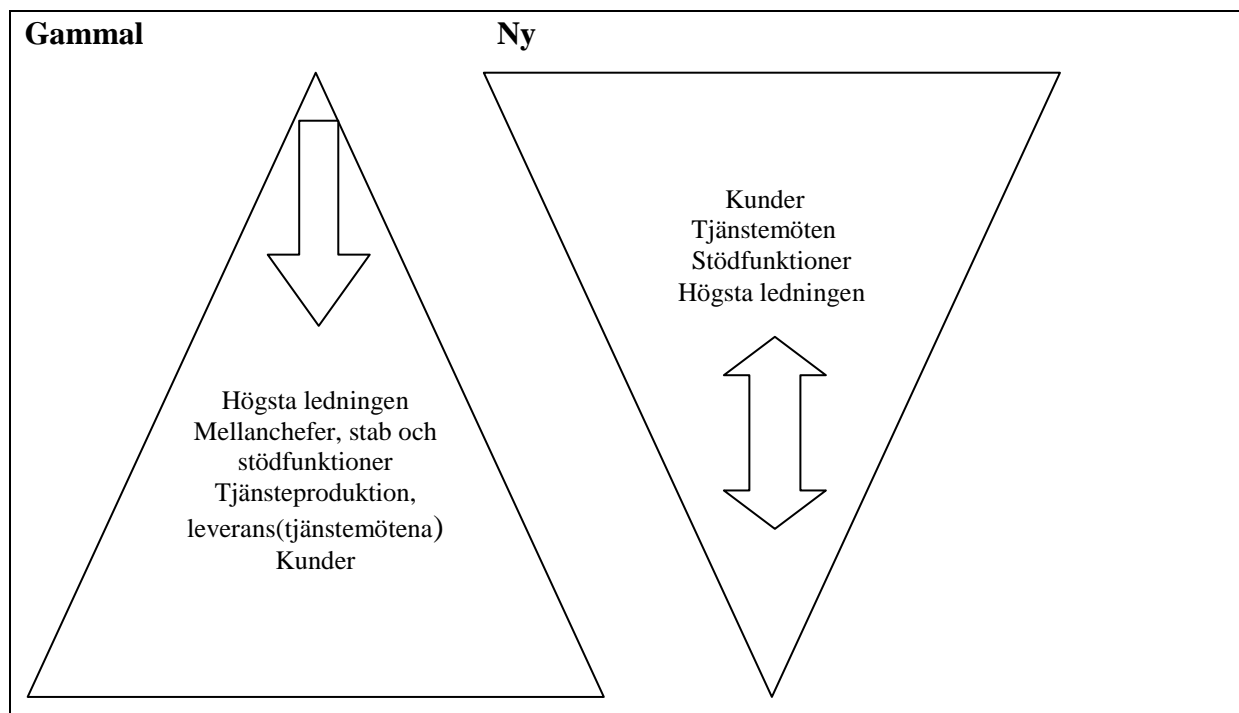 Gammal
Ny
Högsta ledningen
Mellanchefer, stab och
stödfunktioner
Tjänsteproduktion,
leverans(tjänstemötena)
Kunder
Kunder
Tjänstemöten
Stödfunktioner
Högsta ledningen